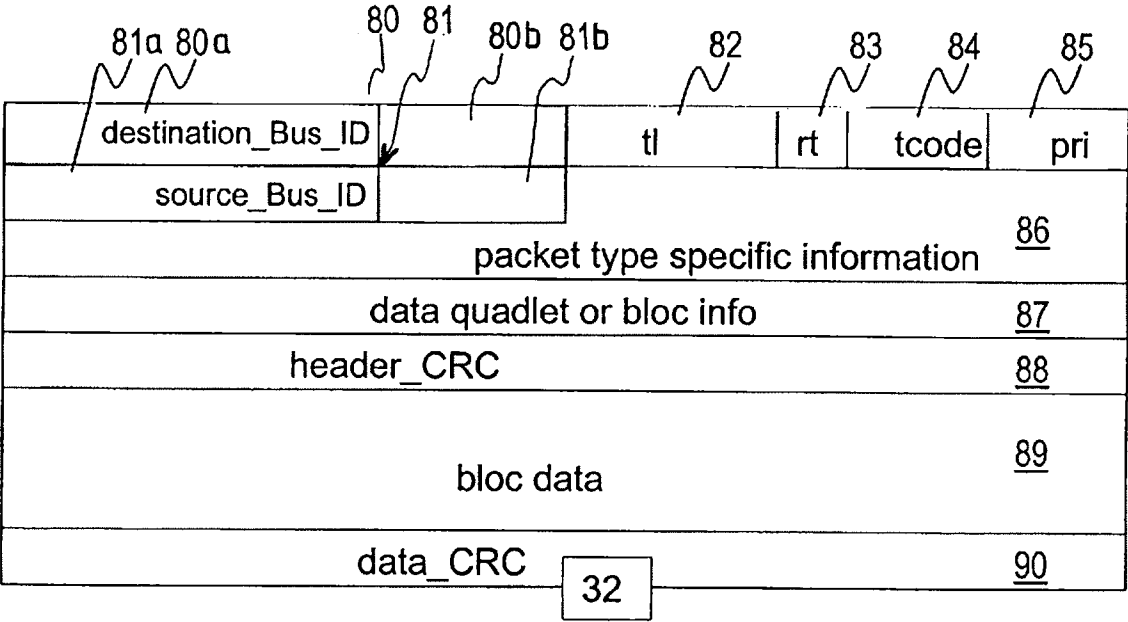 81a 80a 80 81 80b 81b 82 83 84 85
destination_Bus_ID tl rt tcode pri
source_Bus_ID
86
packet type specific information
data quadlet or bloc info 87
header_CRC 88
89
bloc data
data_CRC 90
32